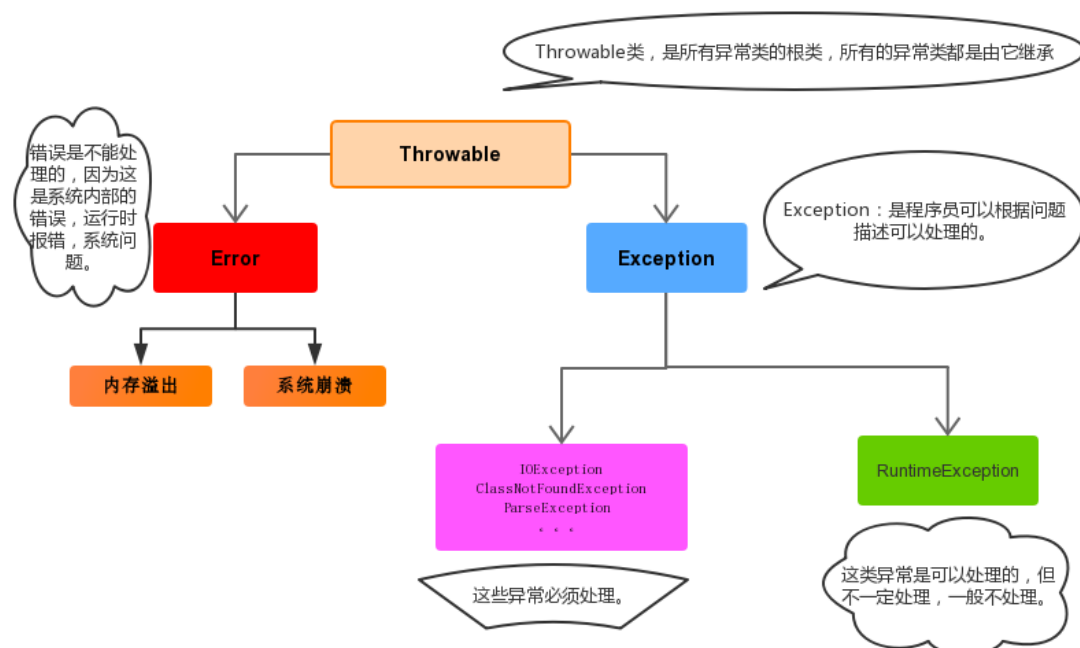 Throwable类，是所有异常类的根类，所有的异常类都是由它继承
Throwable
错误是不能处
理的，因为这
是系统内部的
错误，运行时
报错，系统问
题。
Error
Exception
Exception：是程序员可以根据问题
描述可以处理的。
内存溢出
系统崩溃
IOException
ClassNotFoundException
ParseException
。。。
RuntimeException
这些异常必须处理。
这类异常是可以处理的，但
不一定处理，一般不处理。